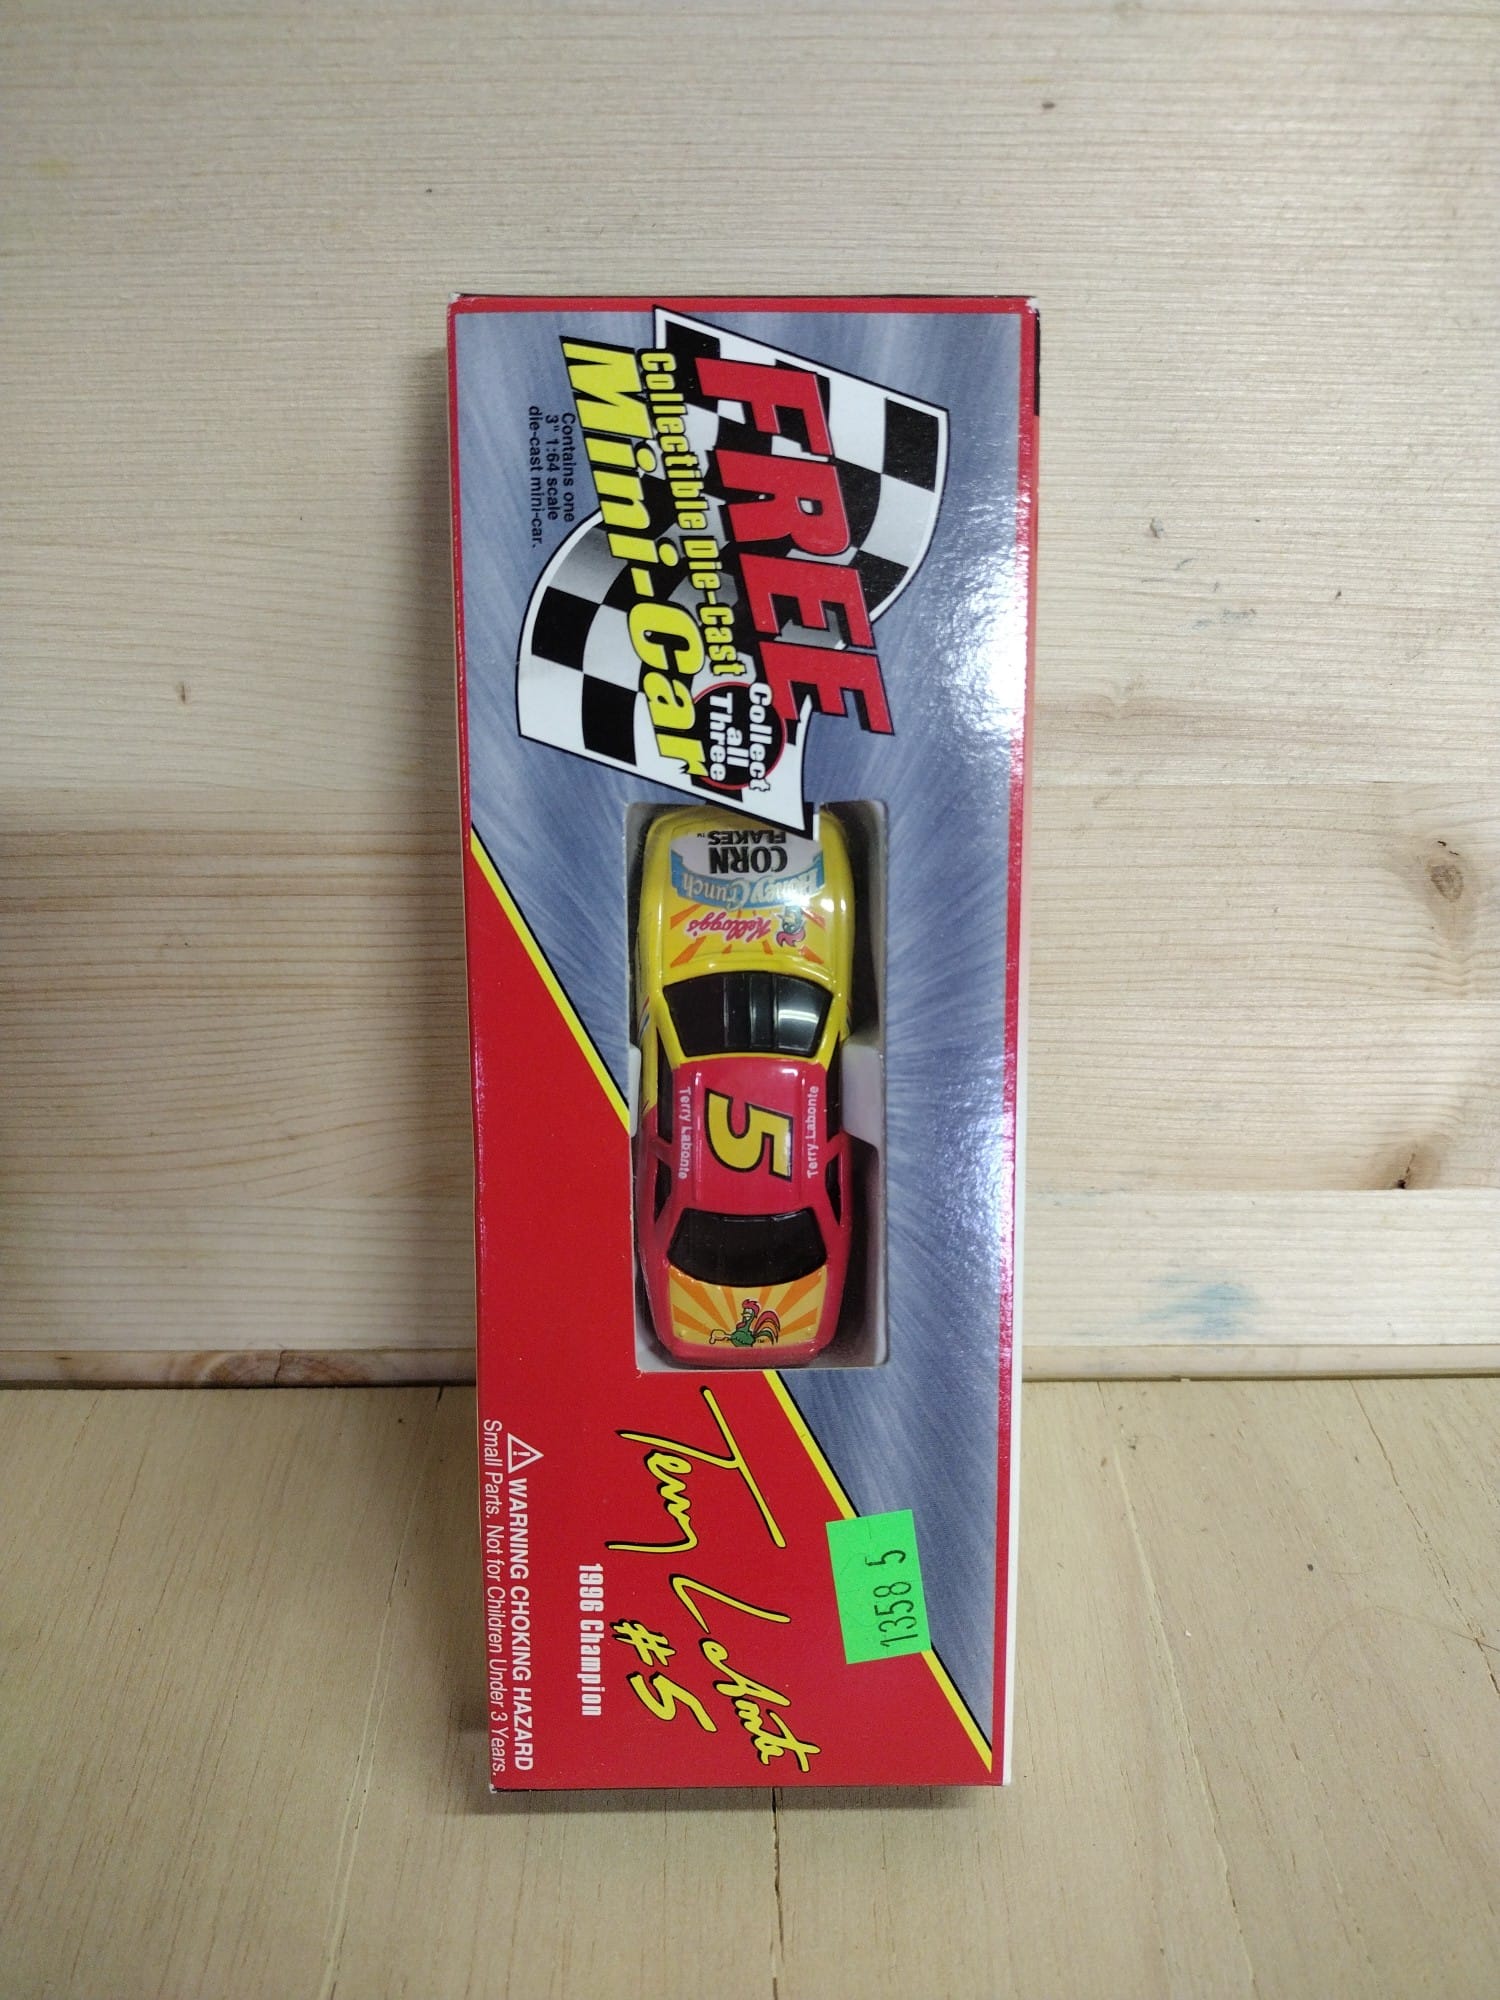 FREE
Collectible Die-Cast
Mini-Car
Collect
all
Three
Contains one
3" 1:64 scale
die-cast mini-car.
Kellogg's
Honey Crunch
CORN
FLAKES™
Terry Labonte
5
Terry Labonte
Terry Labonte
#5
1996 Champion
1358 5
WARNING CHOKING HAZARD
Small Parts. Not for Children Under 3 Years.